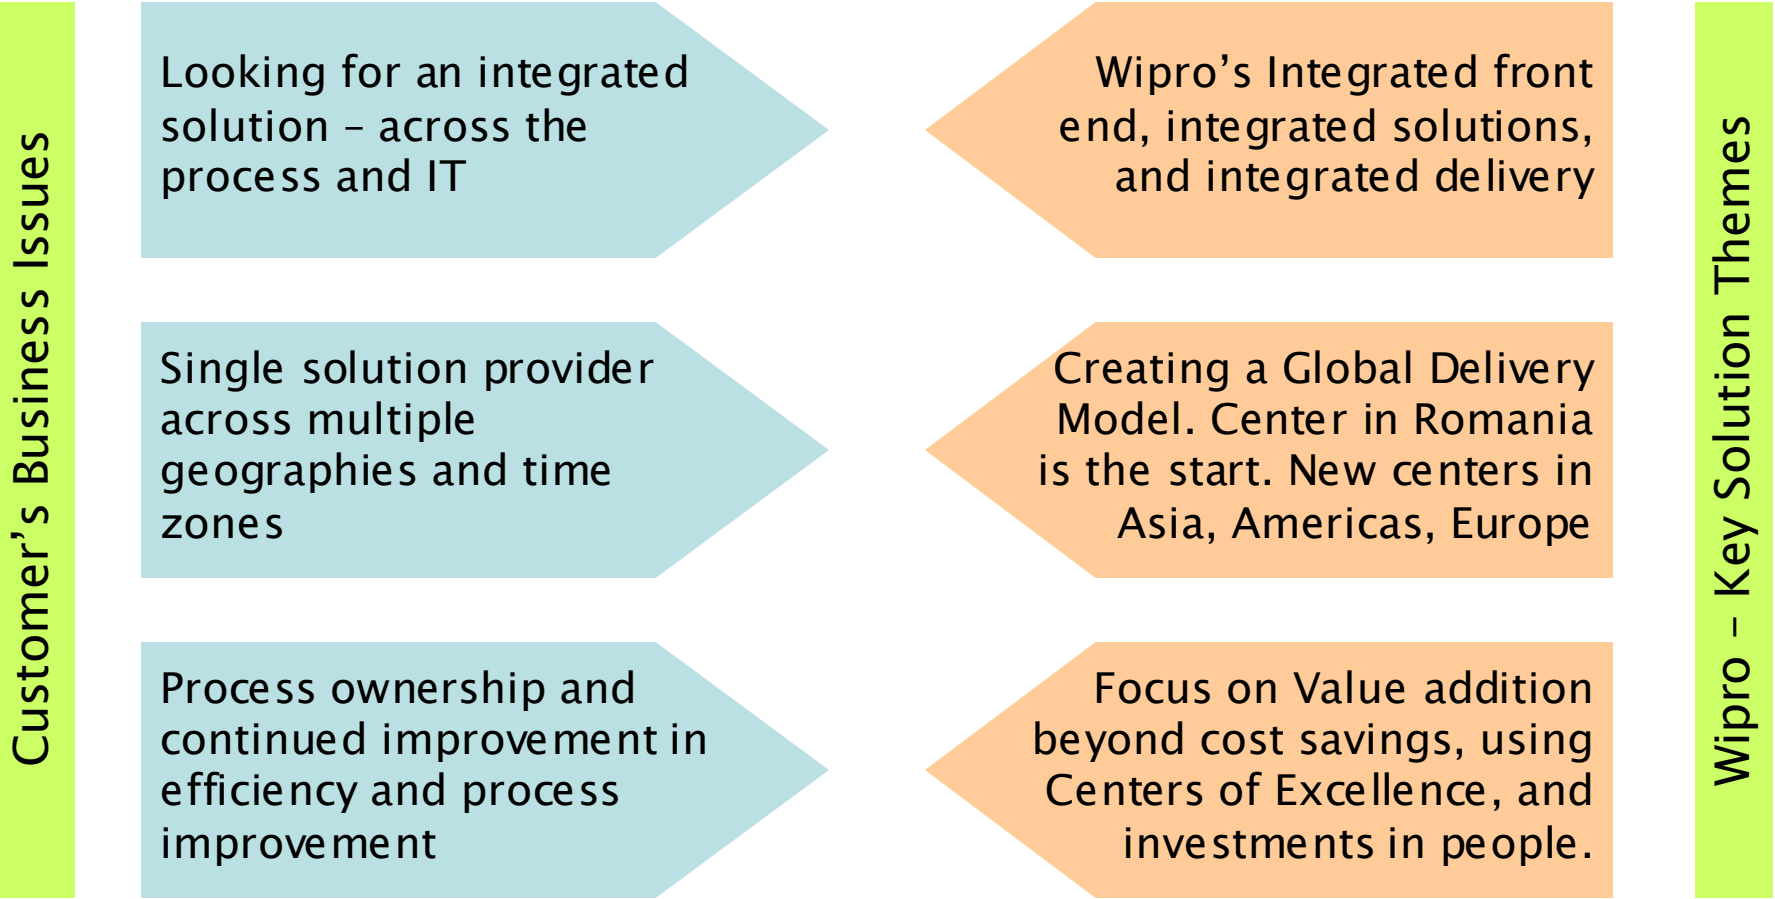 Customer’s Business Issues
Looking for an integrated
solution – across the
process and IT
Wipro’s Integrated front
end, integrated solutions,
and integrated delivery
Single solution provider
across multiple
geographies and time
zones
Creating a Global Delivery
Model. Center in Romania
is the start. New centers in
Asia, Americas, Europe
Process ownership and
continued improvement in
efficiency and process
improvement
Focus on Value addition
beyond cost savings, using
Centers of Excellence, and
investments in people.
Wipro – Key Solution Themes